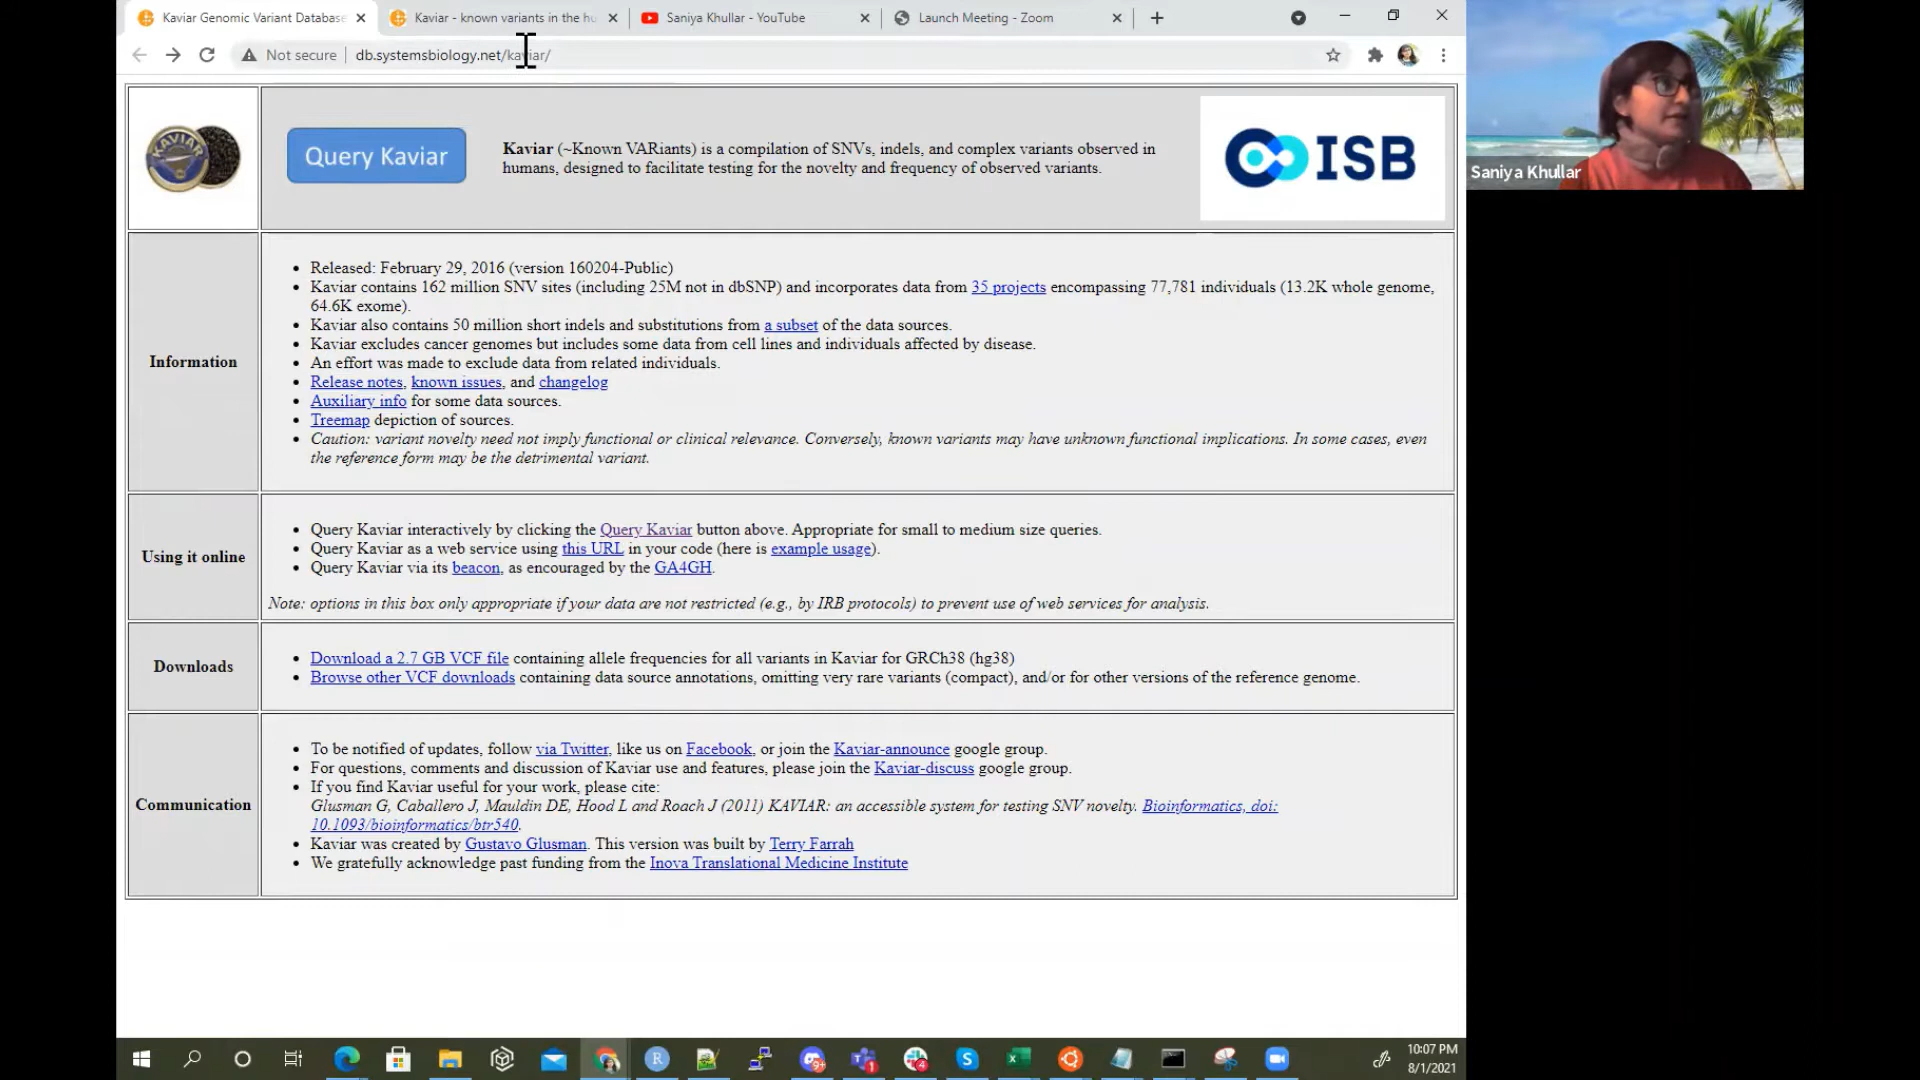 Kaviar Genomic Variant Database
Kaviar - known variants in the hu
Saniya Khullar - YouTube
Launch Meeting - Zoom
Not secure
db.systemsbiology.net/kaviar/
KAVIAR
Query Kaviar
Kaviar (~Known VARiants) is a compilation of SNVs, indels, and complex variants observed in
humans, designed to facilitate testing for the novelty and frequency of observed variants.
ISB
Saniya Khullar
Information
• Released: February 29, 2016 (version 160204-Public)
• Kaviar contains 162 million SNV sites (including 25M not in dbSNP) and incorporates data from 35 projects encompassing 77,781 individuals (13.2K whole genome,
64.6K exome).
• Kaviar also contains 50 million short indels and substitutions from a subset of the data sources.
• Kaviar excludes cancer genomes but includes some data from cell lines and individuals affected by disease.
• An effort was made to exclude data from related individuals.
• Release notes, known issues, and changelog
• Auxiliary info for some data sources.
• Treemap depiction of sources.
• Caution: variant novelty need not imply functional or clinical relevance. Conversely, known variants may have unknown functional implications. In some cases, even
the reference form may be the detrimental variant.
Using it online
• Query Kaviar interactively by clicking the Query Kaviar button above. Appropriate for small to medium size queries.
• Query Kaviar as a web service using this URL in your code (here is example usage).
• Query Kaviar via its beacon, as encouraged by the GA4GH.
Note: options in this box only appropriate if your data are not restricted (e.g., by IRB protocols) to prevent use of web services for analysis.
Downloads
• Download a 2.7 GB VCF file containing allele frequencies for all variants in Kaviar for GRCh38 (hg38)
• Browse other VCF downloads containing data source annotations, omitting very rare variants (compact), and/or for other versions of the reference genome.
Communication
• To be notified of updates, follow via Twitter, like us on Facebook, or join the Kaviar-announce google group.
• For questions, comments and discussion of Kaviar use and features, please join the Kaviar-discuss google group.
• If you find Kaviar useful for your work, please cite:
Glusman G, Caballero J, Mauldin DE, Hood L and Roach J (2011) KAVIAR: an accessible system for testing SNV novelty. Bioinformatics, doi:
10.1093/bioinformatics/btr540.
• Kaviar was created by Gustavo Glusman. This version was built by Terry Farrah
• We gratefully acknowledge past funding from the Inova Translational Medicine Institute
10:07 PM
8/1/2021